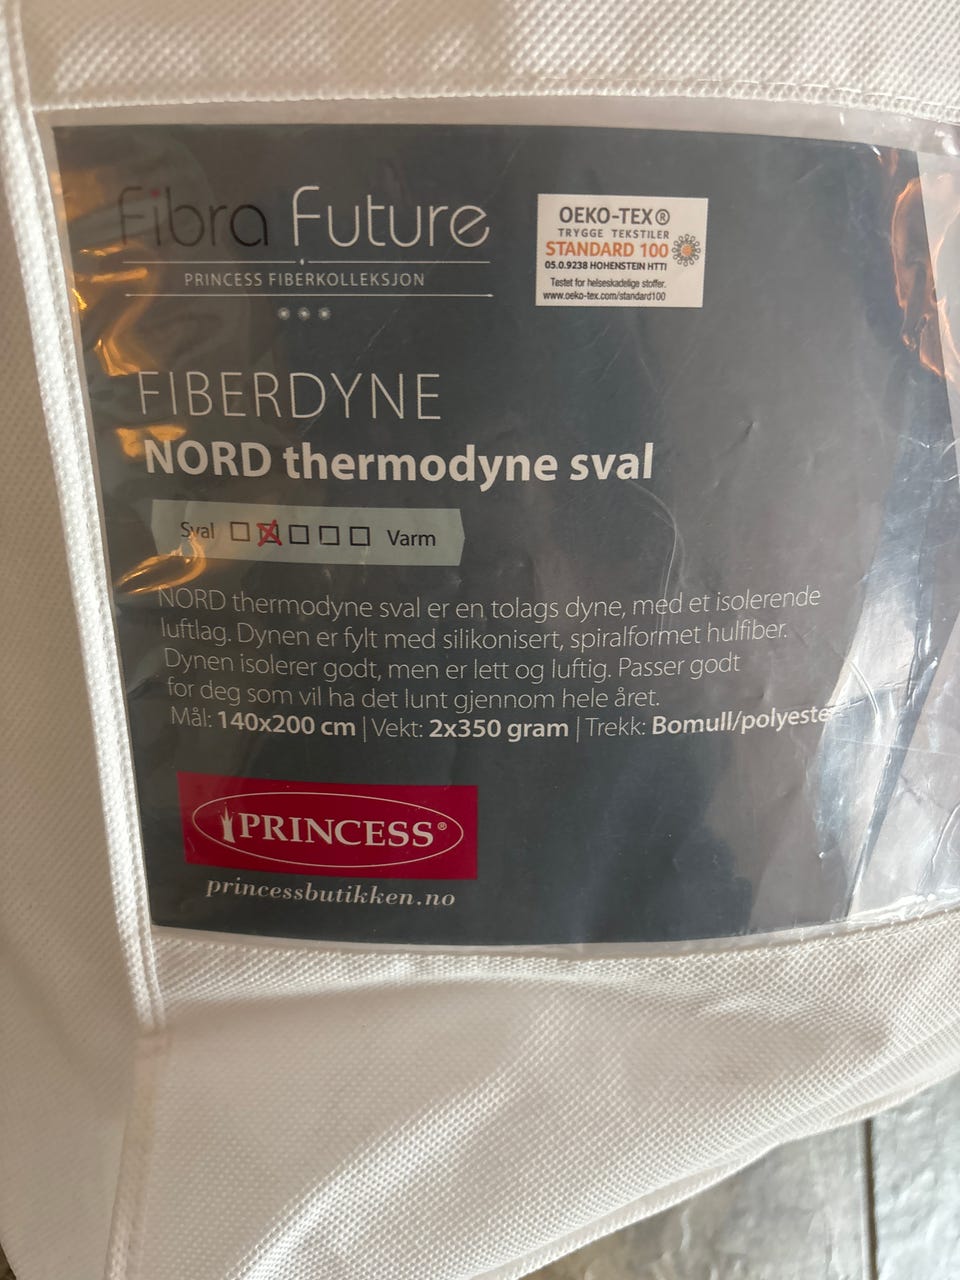 Fibra Future
PRINCESS FIBERKOLLEKSJON
OEKO-TEX®
TRYGGE TEKSTILER
STANDARD 100
05.0.9238 HOHENSTEIN HTTI
Testet for helseskadelige stoffer.
www.oeko-tex.com/standard100
FIBERDYNE
NORD thermodyne sval
Sval Varm
NORD thermodyne sval er en tolags dyne, med et isolerende
luftlag. Dynen er fylt med silikonisert, spiralformet hulfiber.
Dynen isolerer godt, men er lett og luftig. Passer godt
for deg som vil ha det lunt gjennom hele året.
Mål: 140x200 cm | Vekt: 2x350 gram | Trekk: Bomull/polyester
PRINCESS®
princessbutikken.no